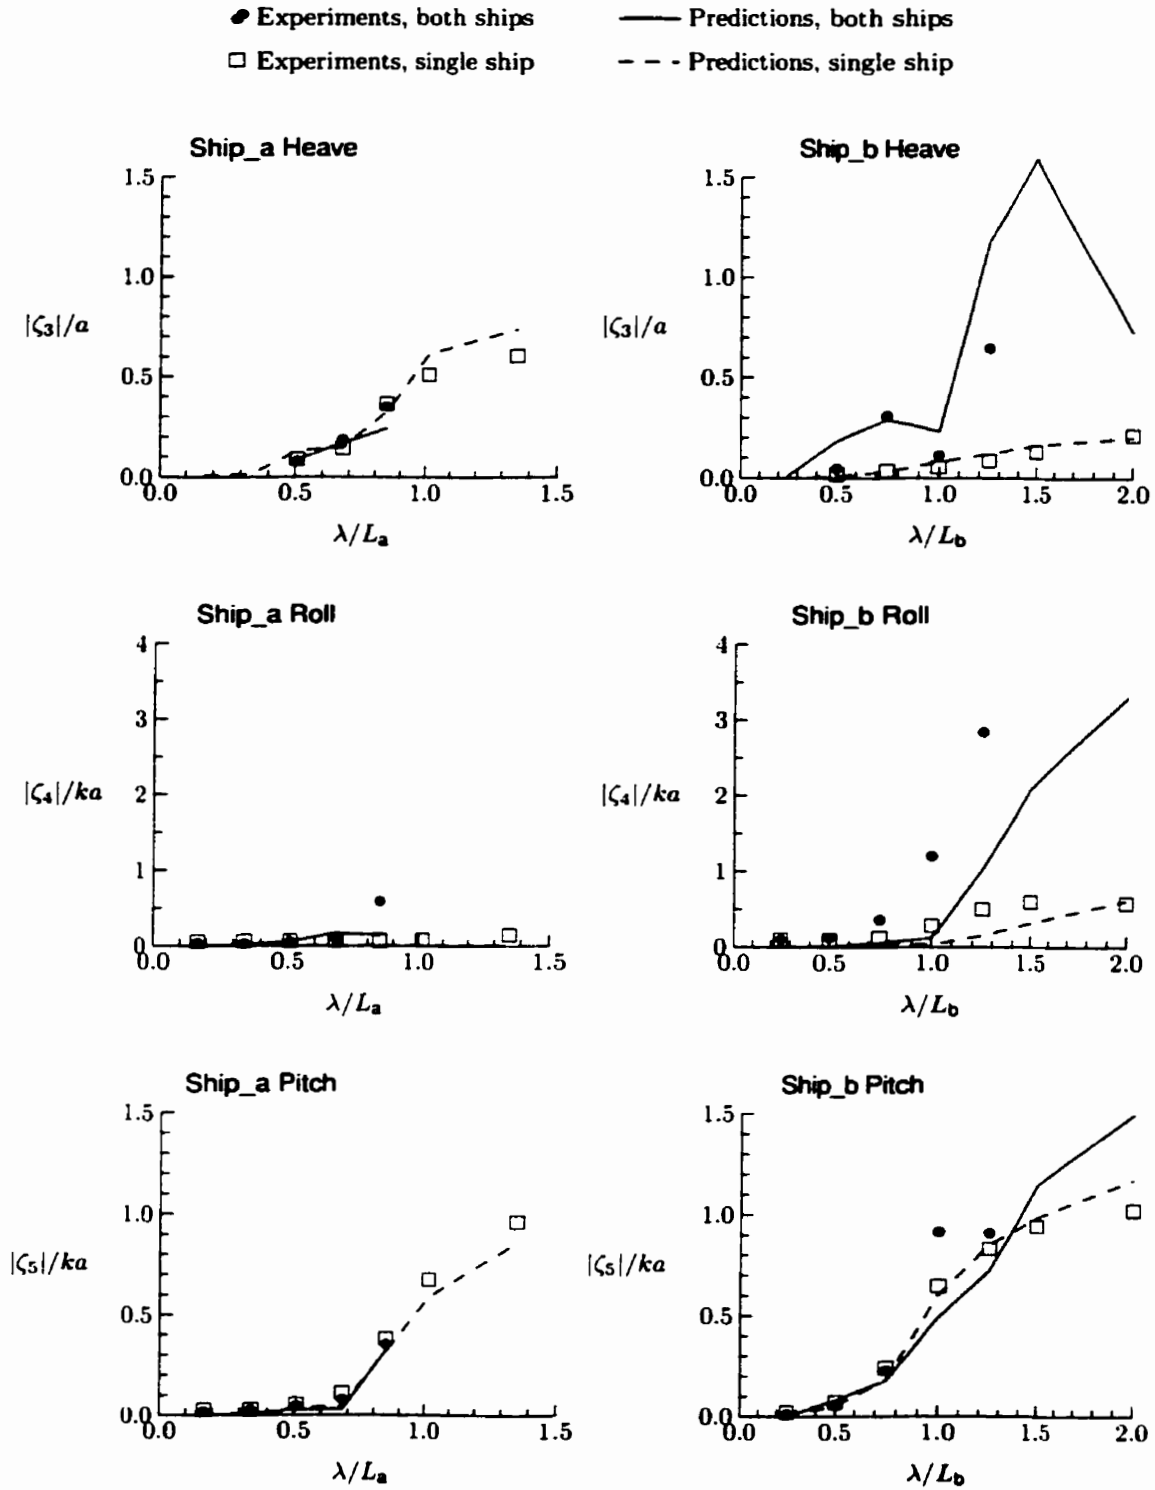 Experiments, both ships
Predictions, both ships
Experiments, single ship
Predictions, single ship
Ship_a Heave
1.5
1.0
0.5
0.0
|ζ₃|/a
0.0 0.5 1.0 1.5
λ/Lₐ
Ship_b Heave
1.5
1.0
0.5
0.0
|ζ₃|/a
0.0 0.5 1.0 1.5 2.0
λ/L_b
Ship_a Roll
4
3
2
1
0
|ζ₄|/ka
0.0 0.5 1.0 1.5
λ/Lₐ
Ship_b Roll
4
3
2
1
0
|ζ₄|/ka
0.0 0.5 1.0 1.5 2.0
λ/L_b
Ship_a Pitch
1.5
1.0
0.5
0.0
|ζ₅|/ka
0.0 0.5 1.0 1.5
λ/Lₐ
Ship_b Pitch
1.5
1.0
0.5
0.0
|ζ₅|/ka
0.0 0.5 1.0 1.5 2.0
λ/L_b